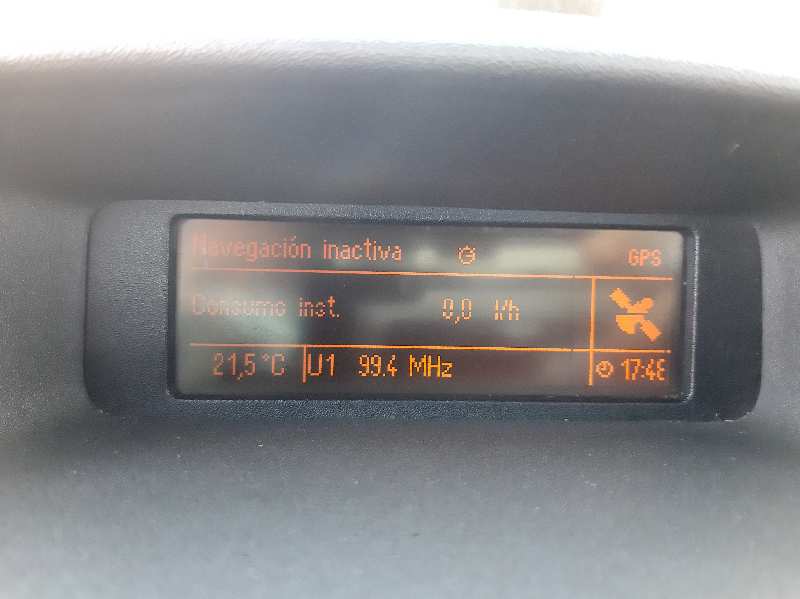 Navegación inactiva GPS
Consumo inst. 0,0 l/h
21,5°C U1 99.4 MHz 17:46